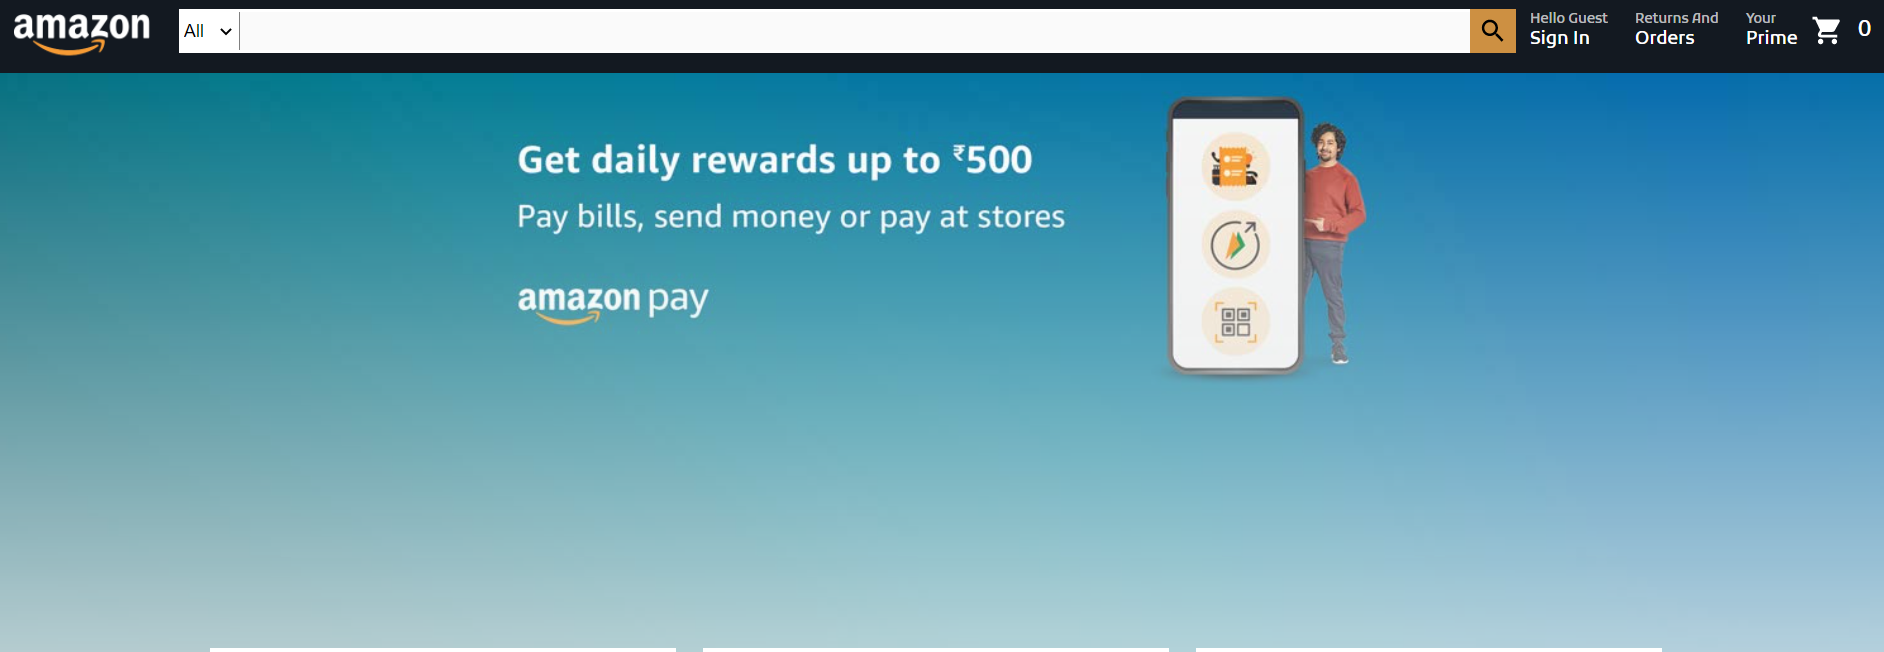 amazon
All
Hello Guest
Sign In
Returns And
Orders
Your
Prime
0
Get daily rewards up to ₹500
Pay bills, send money or pay at stores
amazon pay